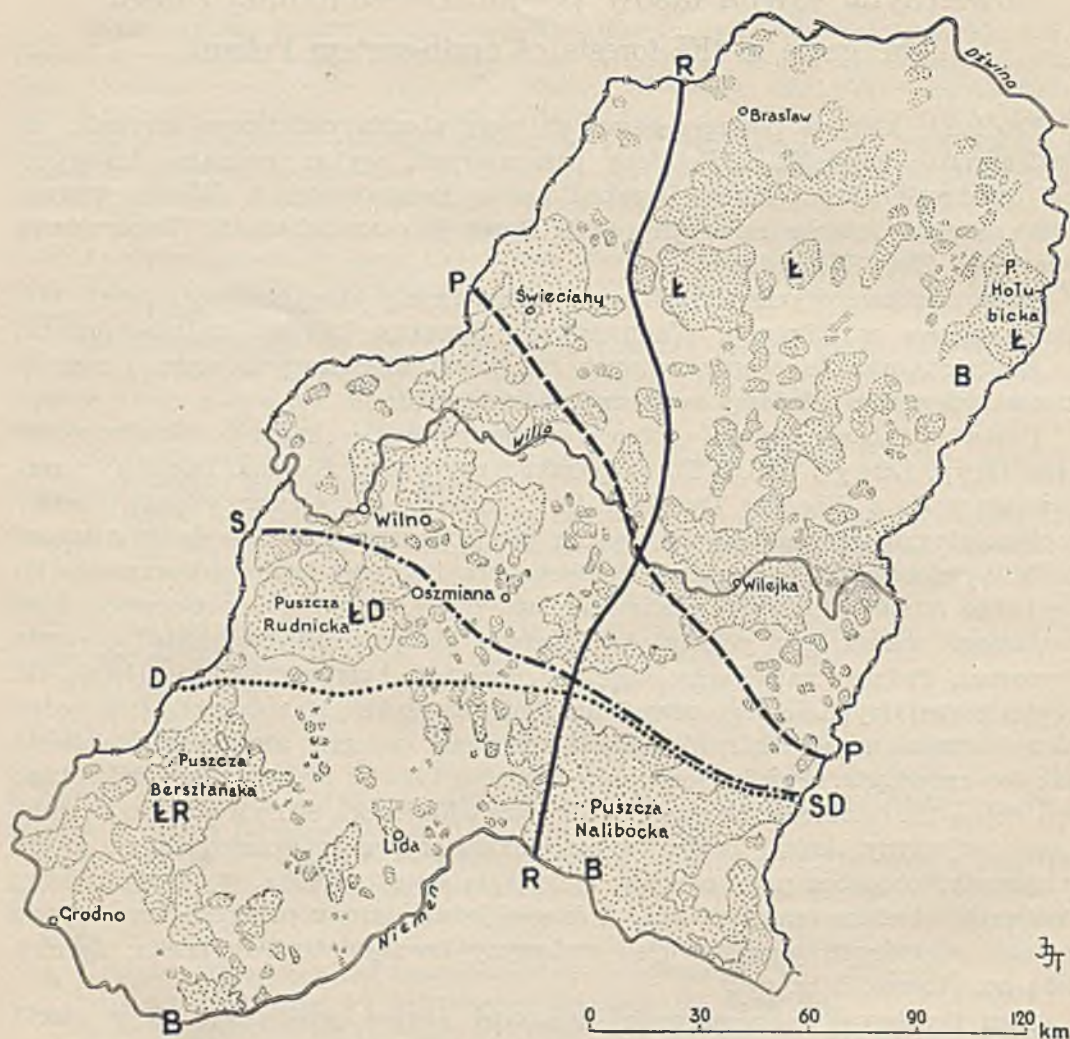 R
Dźwina
Brasław
P
Święciany
Ł
Ł
P.
Hołu-
bicka
Ł
B
Wilja
Wilno
S
Oszmiana
Wilejka
Puszcza
Rudnicka
ŁD
D
Puszcza
Bersztańska
ŁR
P
SD
Puszcza
Nalibocka
Lida
R
B
Grodno
Niemen
B
0 30 60 90 120
km